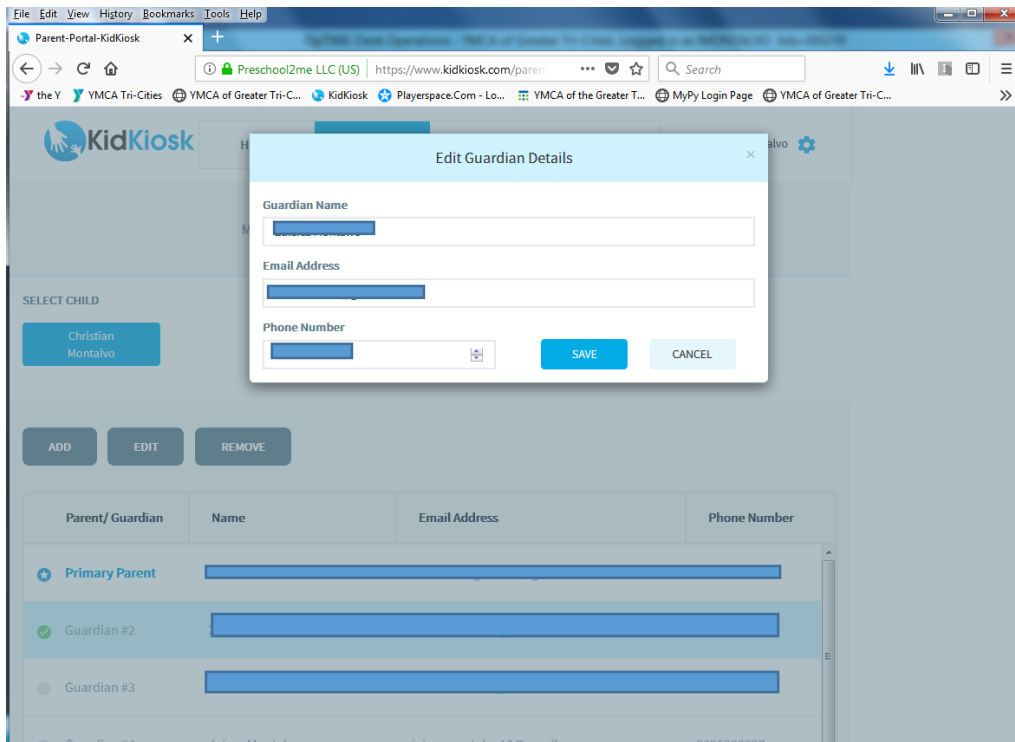 File Edit View History Bookmarks Tools Help
Parent-Portal-KidKiosk
Preschool2me LLC (US) https://www.kidkiosk.com/paren Search
the Y YMCA Tri-Cities YMCA of Greater Tri-C... KidKiosk Playerspace.Com - Lo... YMCA of the Greater T... MyPy Login Page YMCA of Greater Tri-C...
KidKiosk
Edit Guardian Details
Guardian Name
Email Address
SELECT CHILD
Phone Number
Christian
Montalvo
SAVE CANCEL
ADD EDIT REMOVE
Parent/ Guardian Name Email Address Phone Number
Primary Parent
Guardian #2
Guardian #3